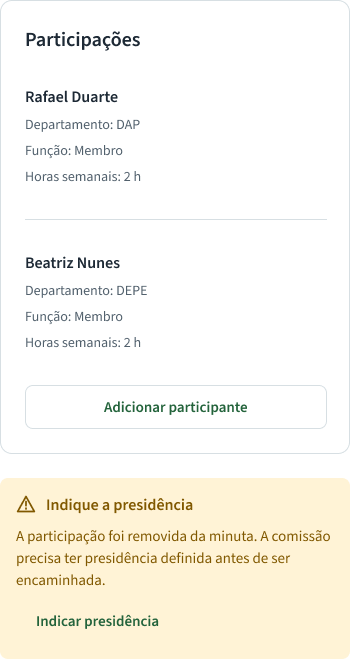 Participações
Rafael Duarte
Departamento: DAP
Função: Membro
Horas semanais: 2 h
Beatriz Nunes
Departamento: DEPE
Função: Membro
Horas semanais: 2 h
Adicionar participante
Indique a presidência
A participação foi removida da minuta. A comissão
precisa ter presidência definida antes de ser
encaminhada.
Indicar presidência